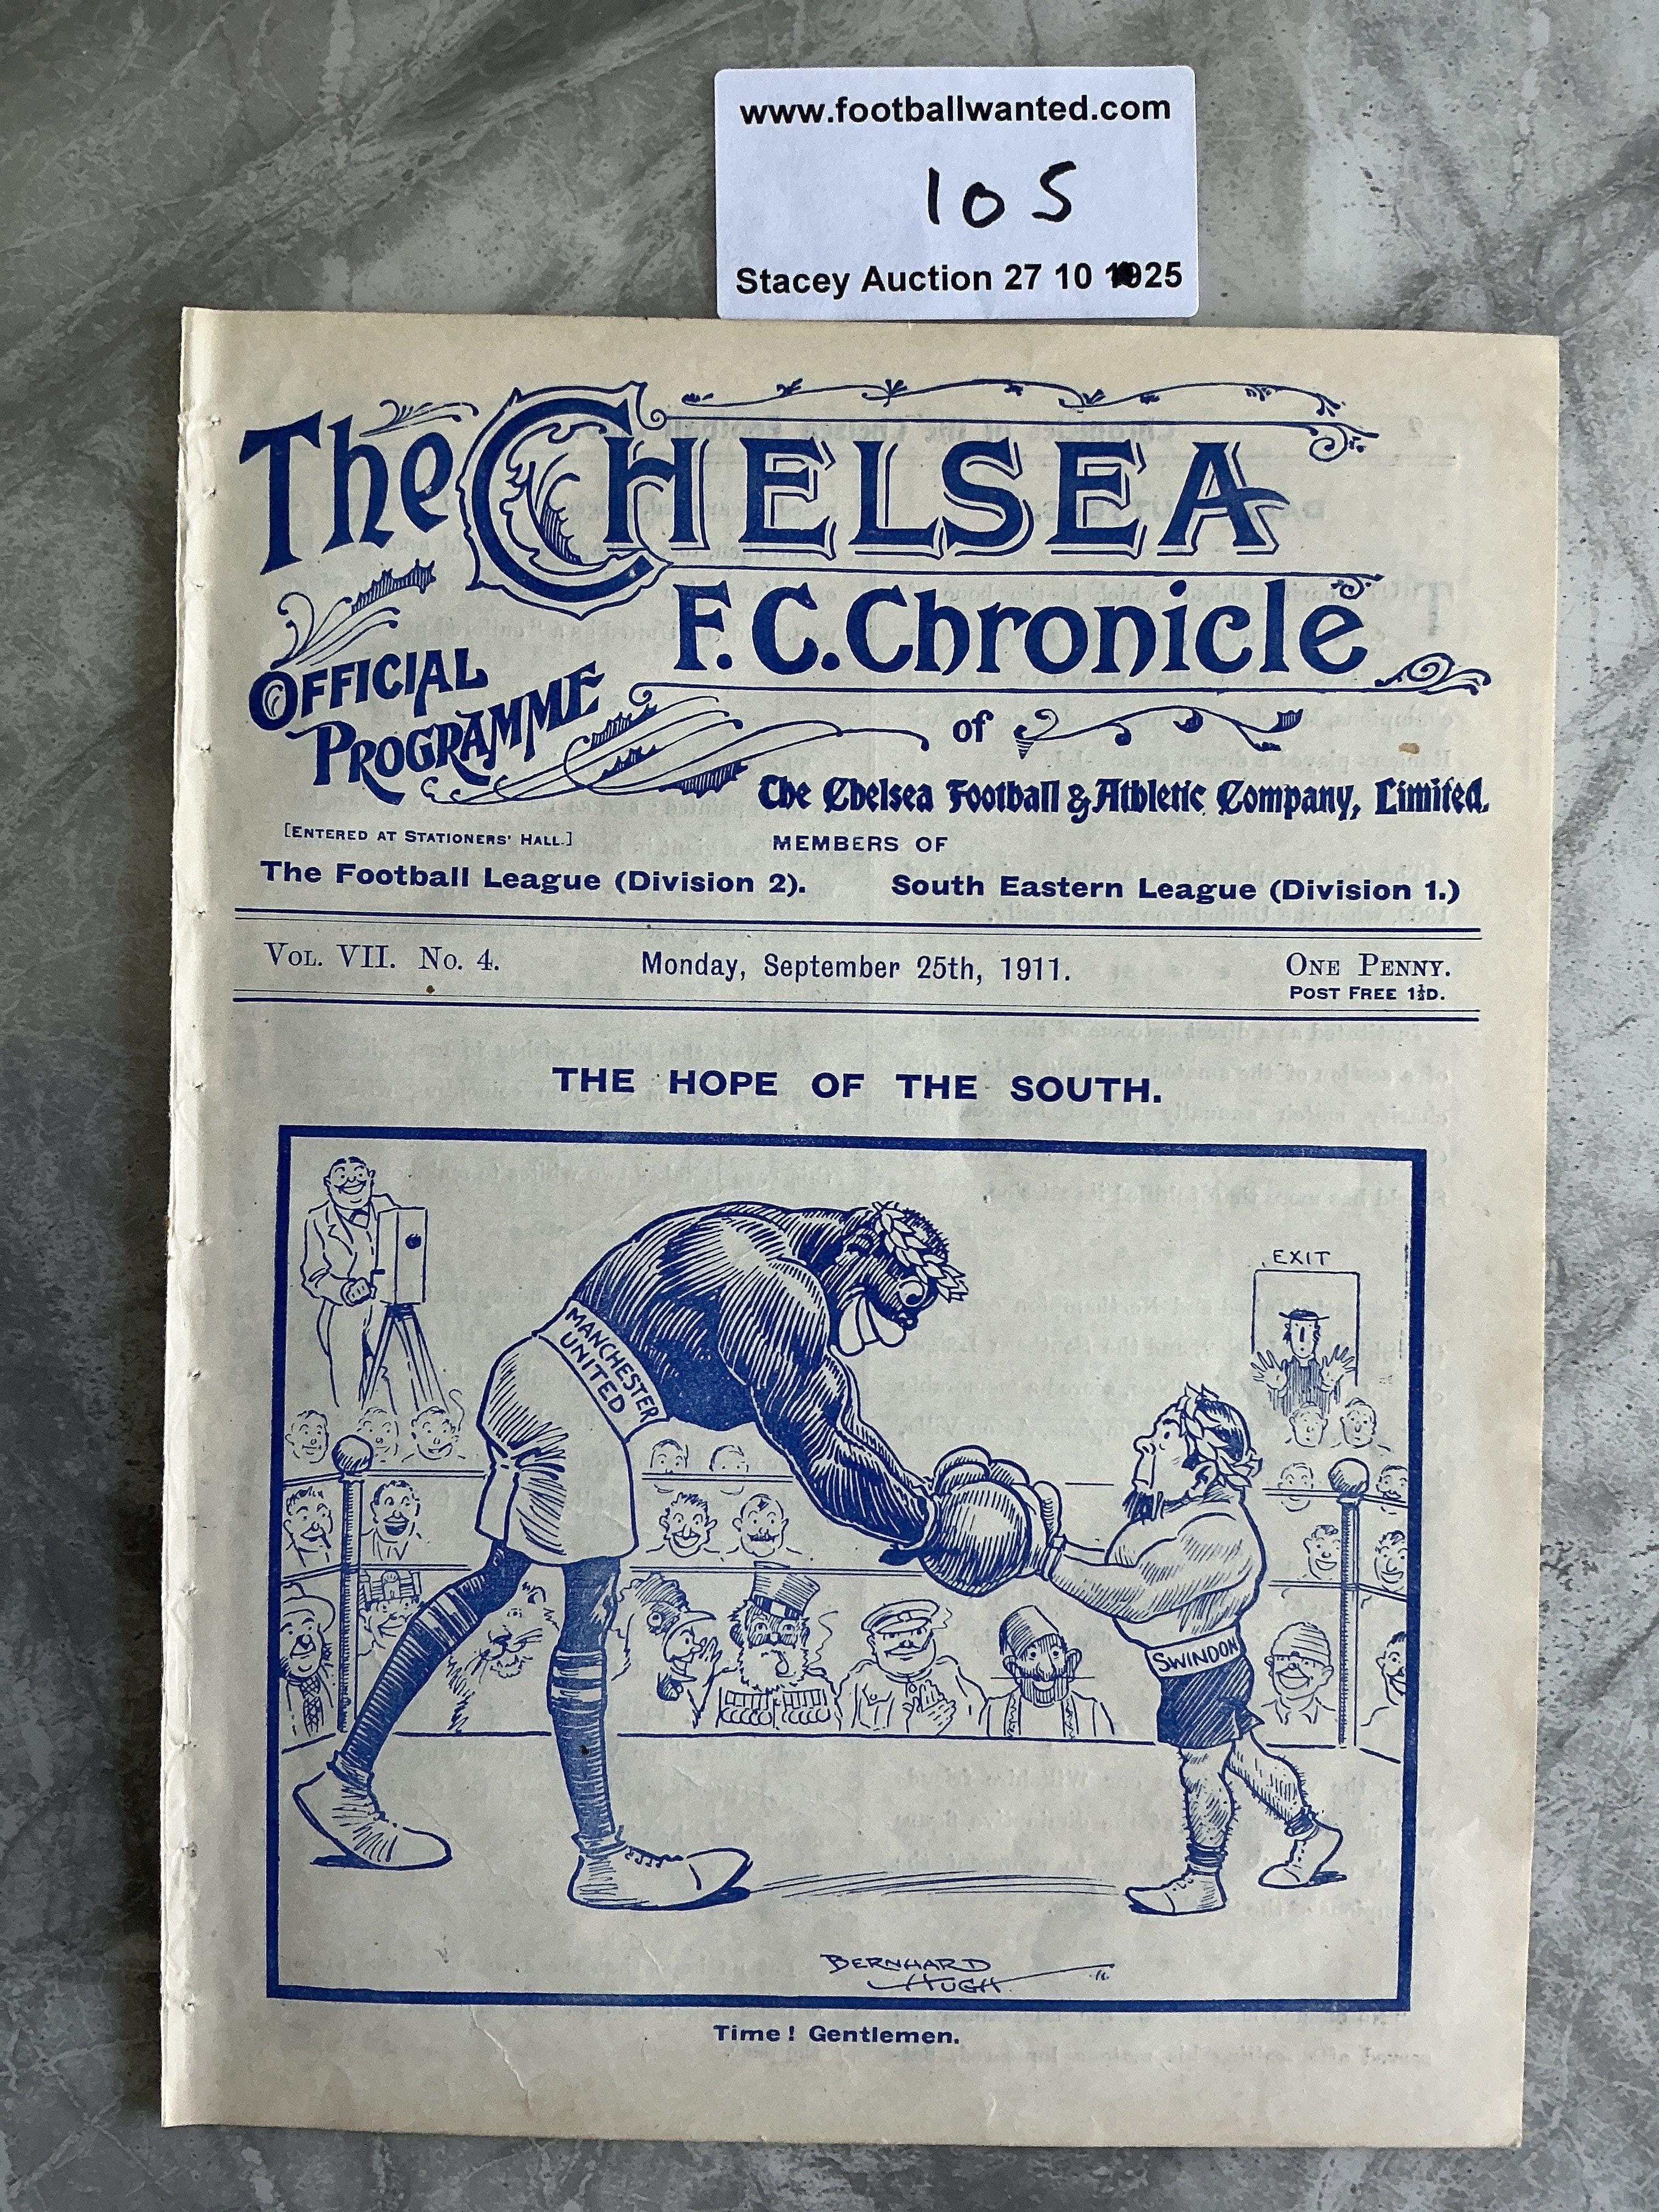 www.footballwanted.com
105
Stacey Auction 27 10 1925
The CHELSEA
F.C. Chronicle
OFFICIAL
PROGRAMME
of
The Chelsea Football & Athletic Company, Limited.
[ENTERED AT STATIONERS' HALL.]
MEMBERS OF
The Football League (Division 2). South Eastern League (Division 1.)
VOL. VII. No. 4. Monday, September 25th, 1911. ONE PENNY.
POST FREE 1½D.
THE HOPE OF THE SOUTH.
EXIT
MANCHESTER
UNITED
SWINDON
BERNHARD
HUGH
Time! Gentlemen.